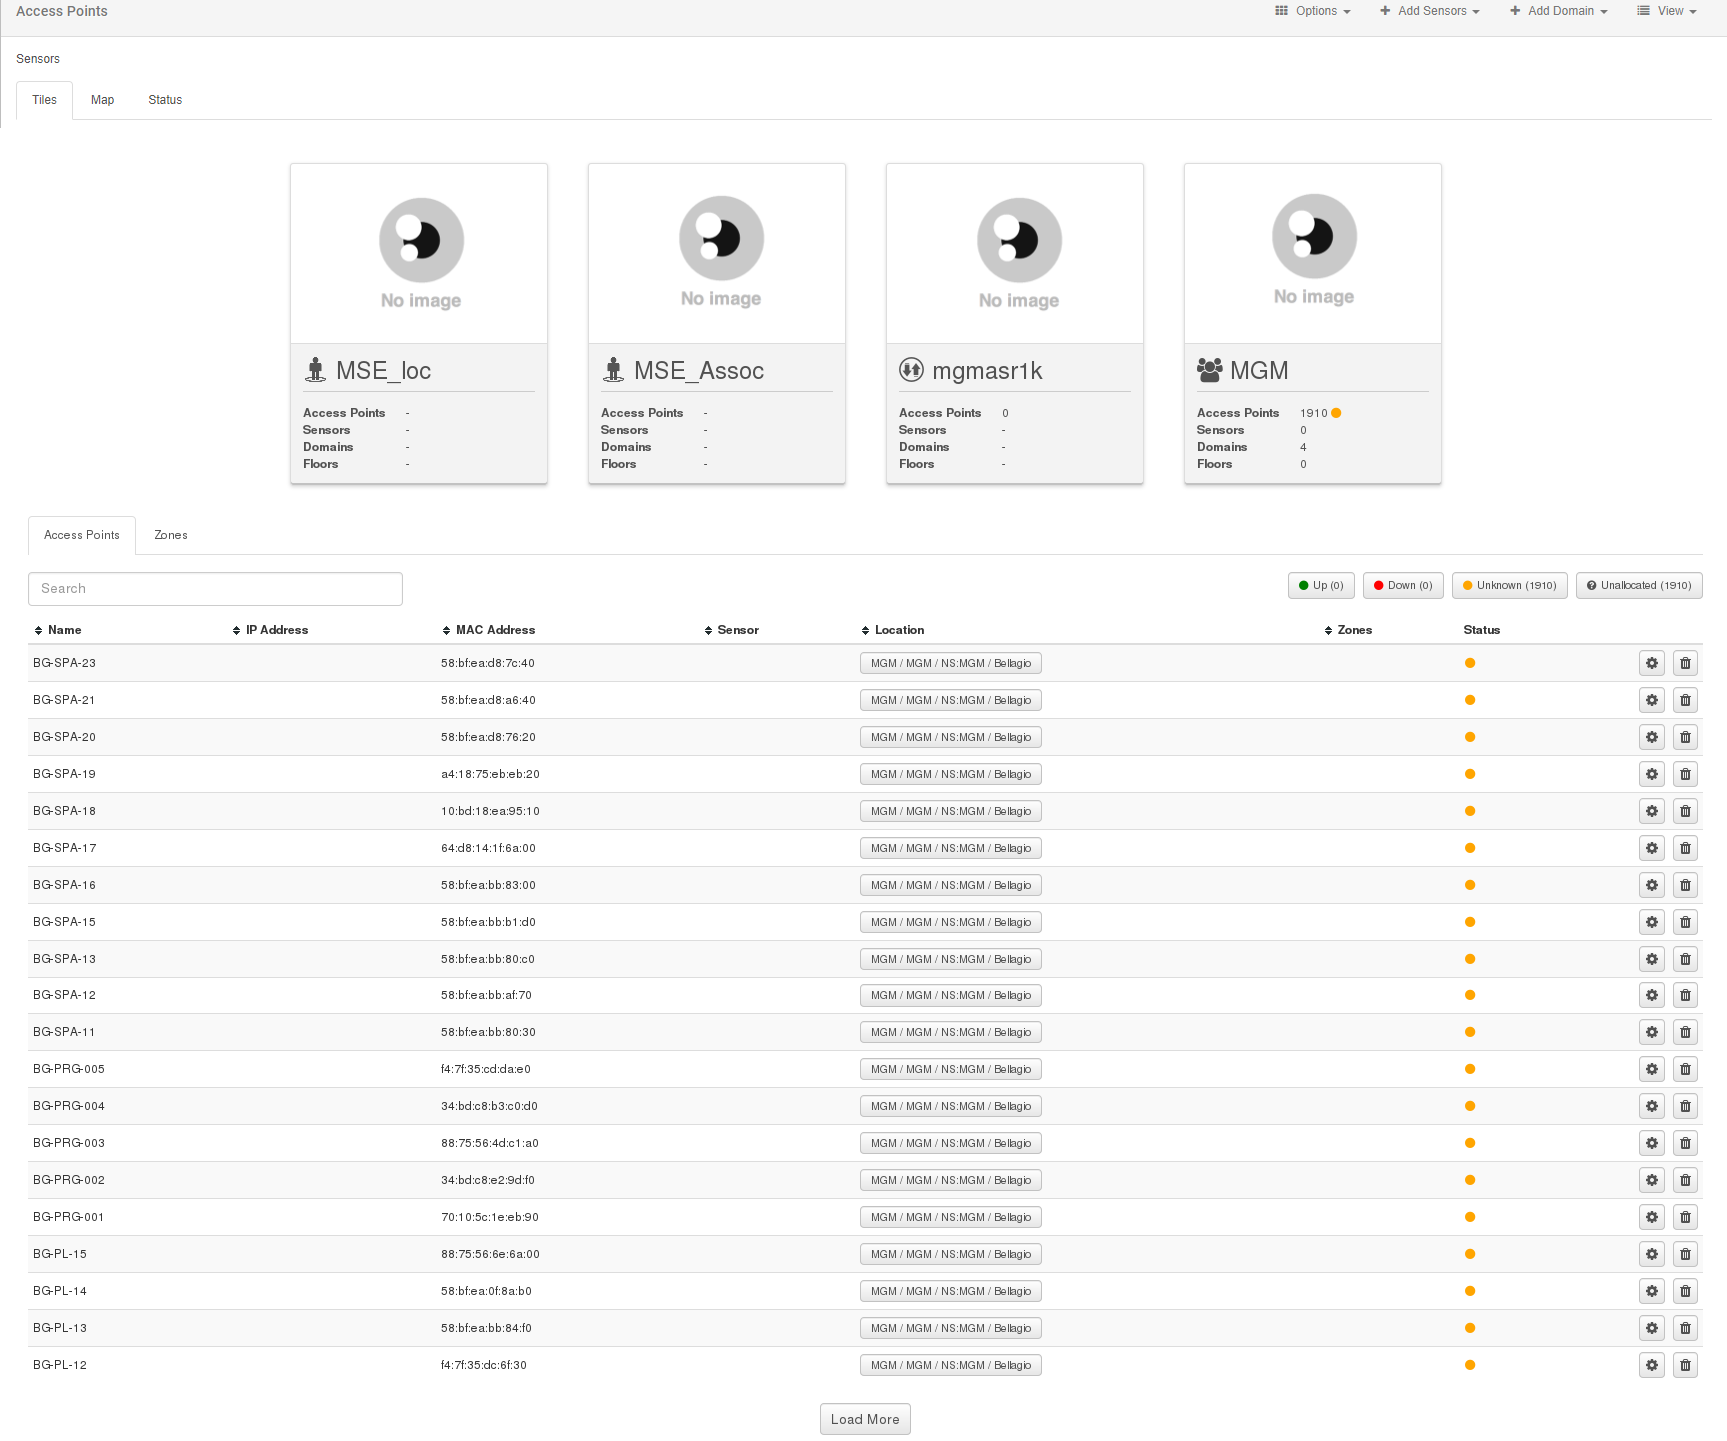 Access Points Options Add Sensors Add Domain View
Sensors
Tiles Map Status
No image No image No image No image
MSE_loc MSE_Assoc mgmasr1k MGM
Access Points - Access Points - Access Points 0 Access Points 1910
Sensors - Sensors - Sensors - Sensors 0
Domains - Domains - Domains - Domains 4
Floors - Floors - Floors - Floors 0
Access Points Zones
Search Up (0) Down (0) Unknown (1910) Unallocated (1910)
Name IP Address MAC Address Sensor Location Zones Status
BG-SPA-23 58:bf:ea:d8:7c:40 MGM / MGM / NS:MGM / Bellagio
BG-SPA-21 58:bf:ea:d8:a6:40 MGM / MGM / NS:MGM / Bellagio
BG-SPA-20 58:bf:ea:d8:76:20 MGM / MGM / NS:MGM / Bellagio
BG-SPA-19 a4:18:75:eb:eb:20 MGM / MGM / NS:MGM / Bellagio
BG-SPA-18 10:bd:18:ea:95:10 MGM / MGM / NS:MGM / Bellagio
BG-SPA-17 64:d8:14:1f:6a:00 MGM / MGM / NS:MGM / Bellagio
BG-SPA-16 58:bf:ea:bb:83:00 MGM / MGM / NS:MGM / Bellagio
BG-SPA-15 58:bf:ea:bb:b1:d0 MGM / MGM / NS:MGM / Bellagio
BG-SPA-13 58:bf:ea:bb:80:c0 MGM / MGM / NS:MGM / Bellagio
BG-SPA-12 58:bf:ea:bb:af:70 MGM / MGM / NS:MGM / Bellagio
BG-SPA-11 58:bf:ea:bb:80:30 MGM / MGM / NS:MGM / Bellagio
BG-PRG-005 f4:7f:35:cd:da:e0 MGM / MGM / NS:MGM / Bellagio
BG-PRG-004 34:bd:c8:b3:c0:d0 MGM / MGM / NS:MGM / Bellagio
BG-PRG-003 88:75:56:4d:c1:a0 MGM / MGM / NS:MGM / Bellagio
BG-PRG-002 34:bd:c8:e2:9d:f0 MGM / MGM / NS:MGM / Bellagio
BG-PRG-001 70:10:5c:1e:eb:90 MGM / MGM / NS:MGM / Bellagio
BG-PL-15 88:75:56:6e:6a:00 MGM / MGM / NS:MGM / Bellagio
BG-PL-14 58:bf:ea:0f:8a:b0 MGM / MGM / NS:MGM / Bellagio
BG-PL-13 58:bf:ea:bb:84:f0 MGM / MGM / NS:MGM / Bellagio
BG-PL-12 f4:7f:35:dc:6f:30 MGM / MGM / NS:MGM / Bellagio
Load More